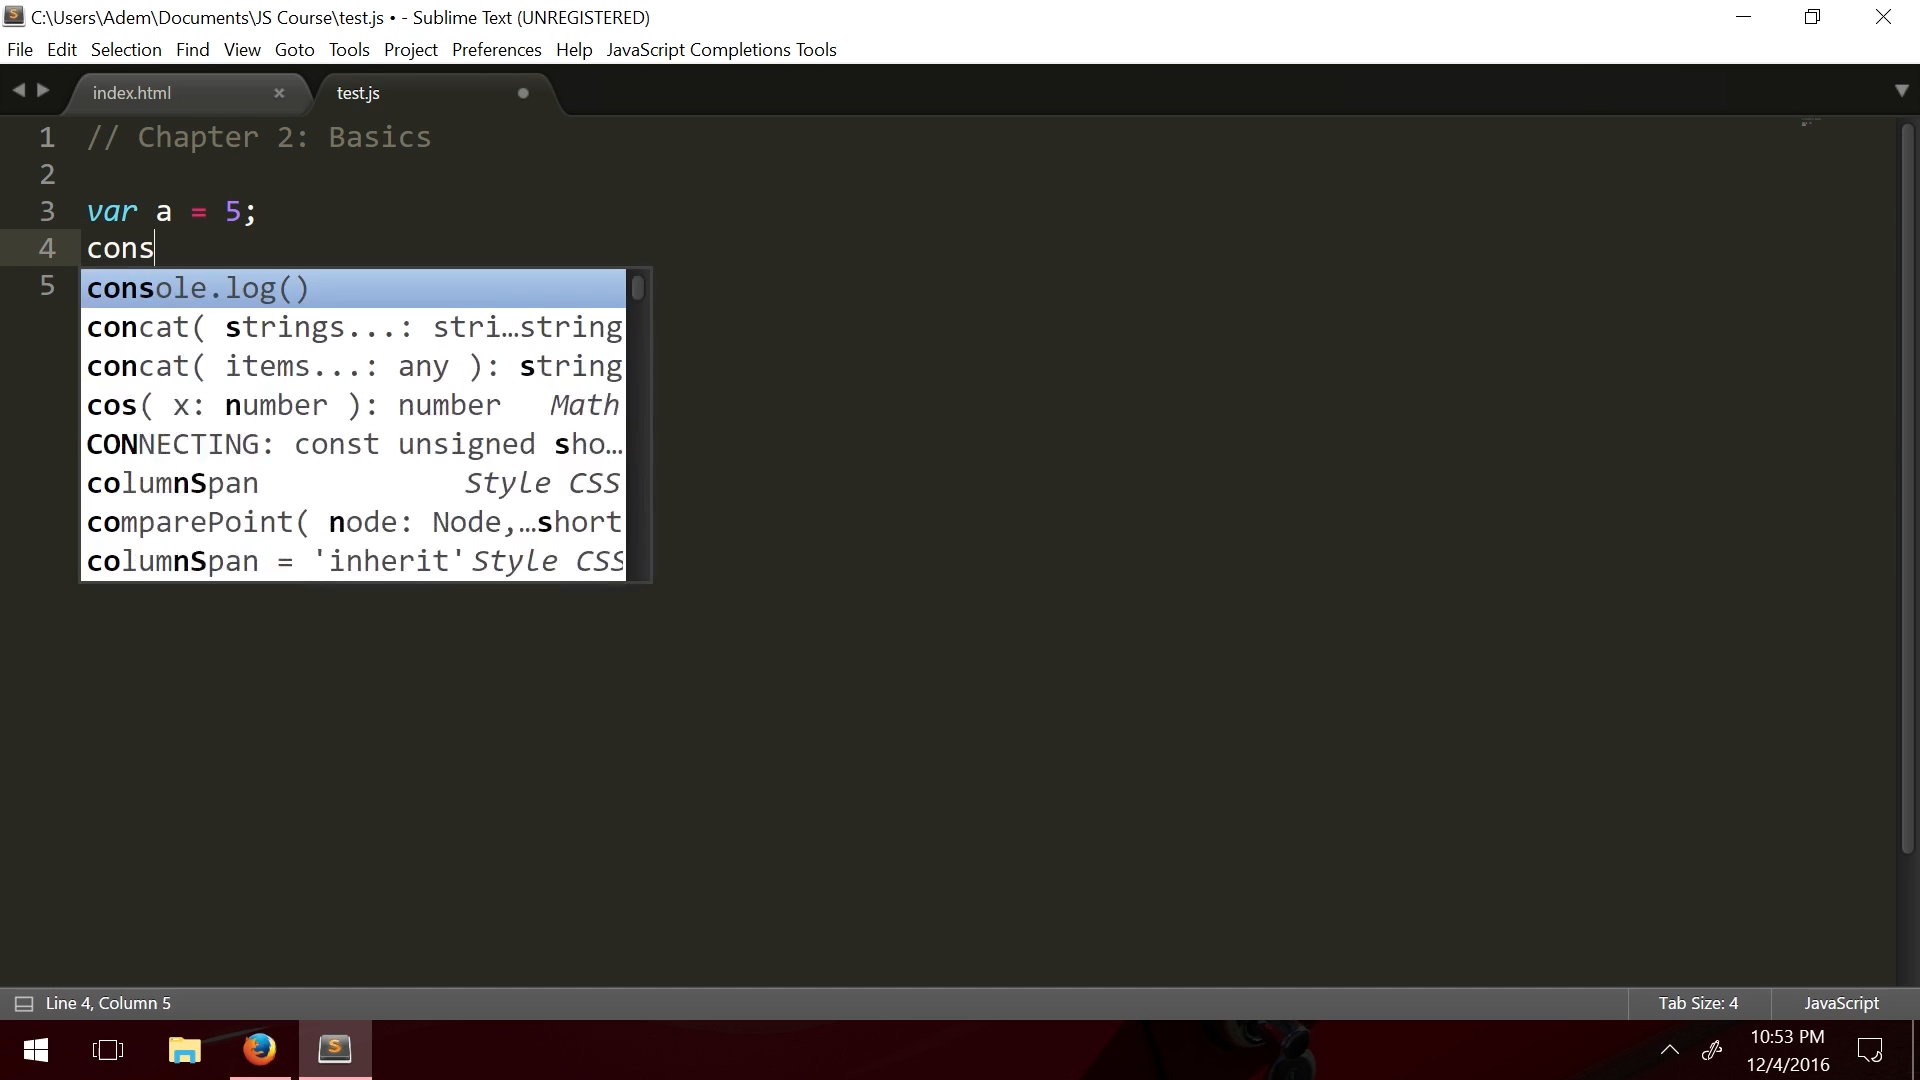 C:\Users\Adem\Documents\JS Course\test.js • - Sublime Text (UNREGISTERED)
File Edit Selection Find View Goto Tools Project Preferences Help JavaScript Completions Tools
index.html × test.js
1 // Chapter 2: Basics
2
3 var a = 5;
4 cons
5 console.log()
concat( strings...: stri…string
concat( items...: any ): string
cos( x: number ): number Math
CONNECTING: const unsigned sho…
columnSpan Style CSS
comparePoint( node: Node,…short
columnSpan = 'inherit' Style CSS
Line 4, Column 5 Tab Size: 4 JavaScript
10:53 PM
12/4/2016